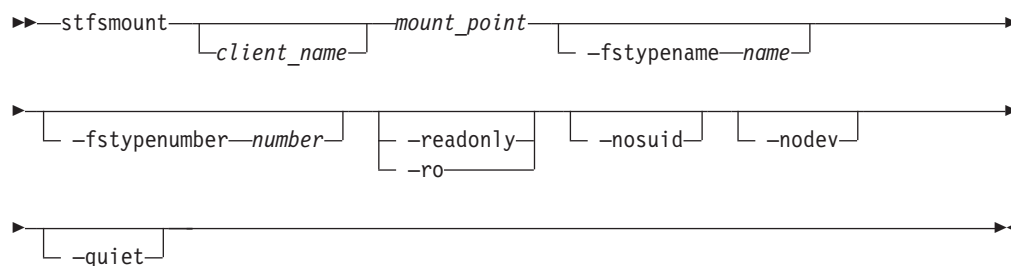 stfsmount client_name mount_point –fstypename name
–fstypenumber number –readonly –nosuid –nodev
–ro
–quiet